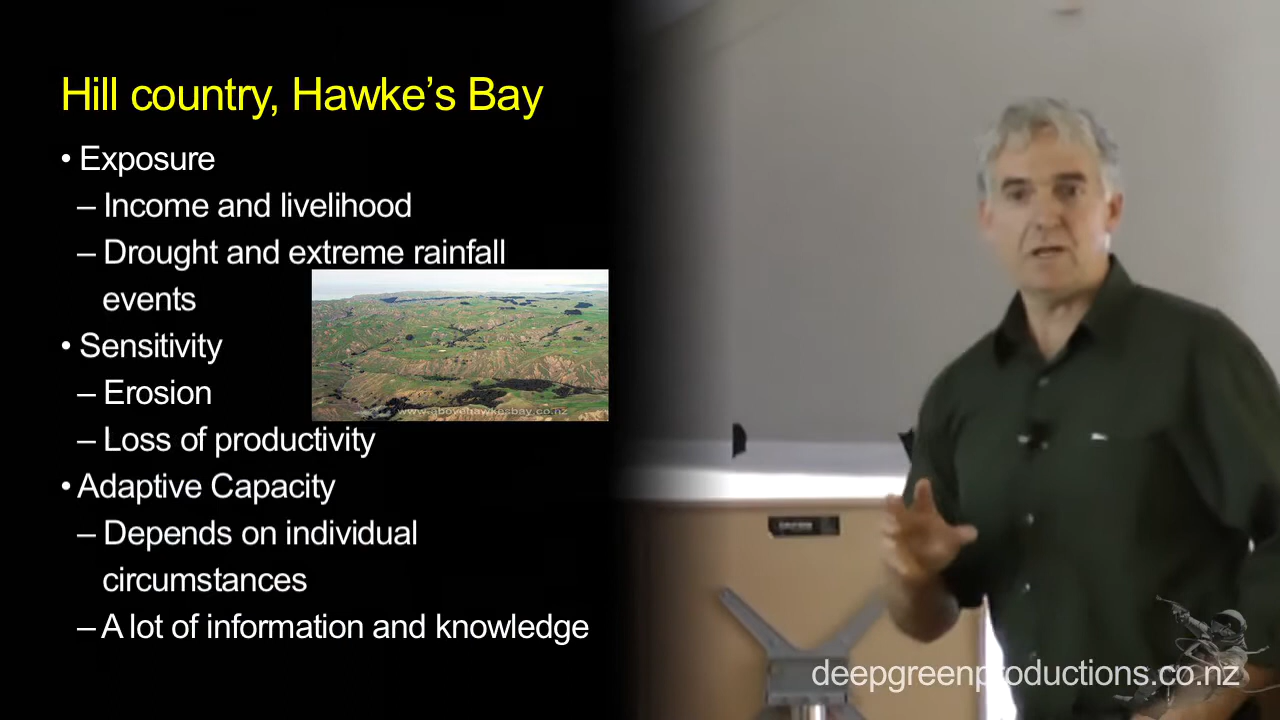 Hill country, Hawke’s Bay
• Exposure
– Income and livelihood
– Drought and extreme rainfall
events
• Sensitivity
– Erosion
– Loss of productivity
• Adaptive Capacity
– Depends on individual
circumstances
– A lot of information and knowledge
www.abovehawkesbay.co.nz
deepgreenproductions.co.nz